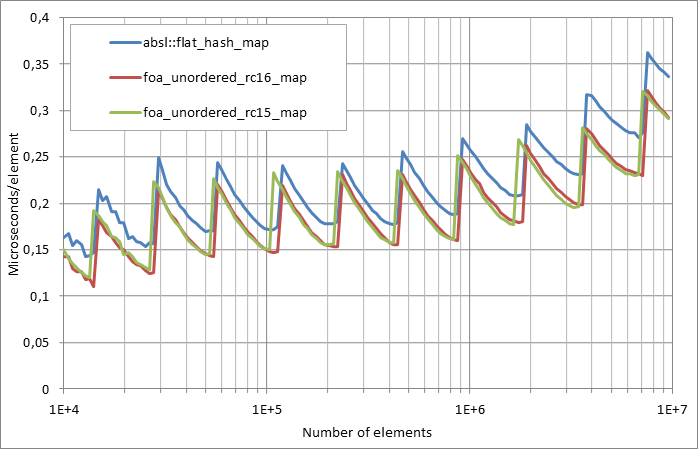 0,4
0,35
0,3
0,25
0,2
0,15
0,1
0,05
0
Microseconds/element
absl::flat_hash_map
foa_unordered_rc16_map
foa_unordered_rc15_map
1E+4
1E+5
1E+6
1E+7
Number of elements